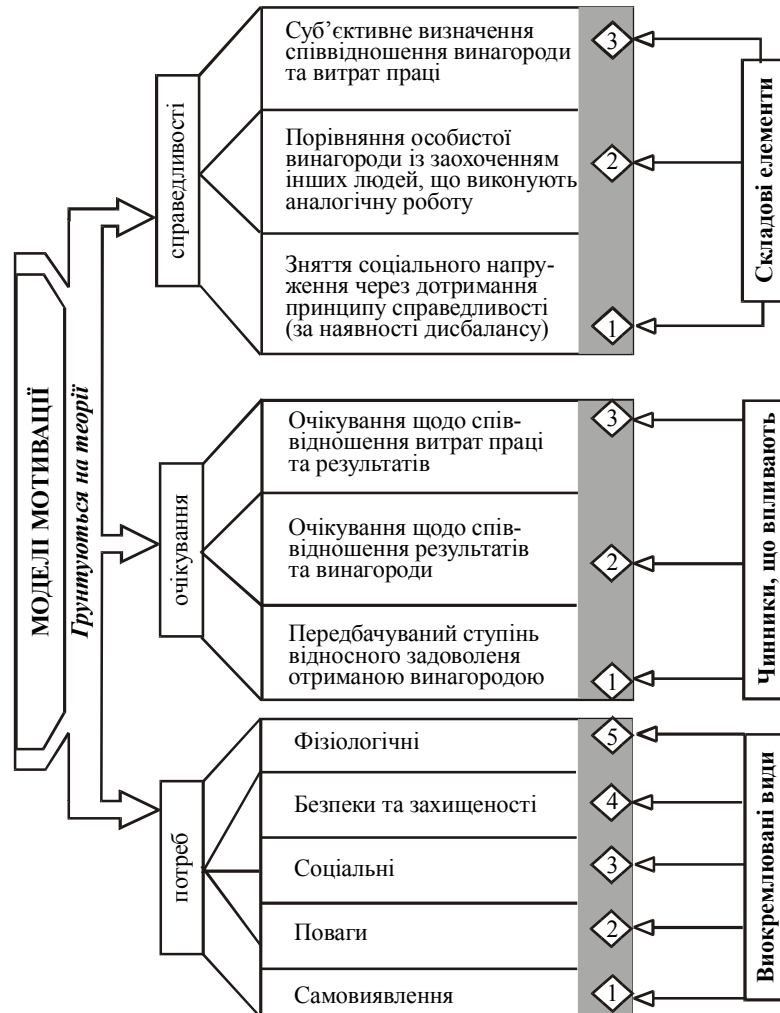 МОДЕЛІ МОТИВАЦІЇ
Ґрунтуються на теорії
справедливості
Суб’єктивне визначення
співвідношення винагороди
та витрат праці
3
Порівняння особистої
винагороди із заохоченням
інших людей, що виконують
аналогічну роботу
2
Зняття соціального напру-
ження через дотримання
принципу справедливості
(за наявності дисбалансу)
1
Складові елементи
очікування
Очікування щодо спів-
відношення витрат праці
та результатів
3
Очікування щодо спів-
відношення результатів
та винагороди
2
Передбачуваний ступінь
відносного задоволеня
отриманою винагородою
1
Чинники, що впливають
потреб
Фізіологічні
5
Безпеки та захищеності
4
Соціальні
3
Поваги
2
Самовиявлення
1
Виокремлювані види